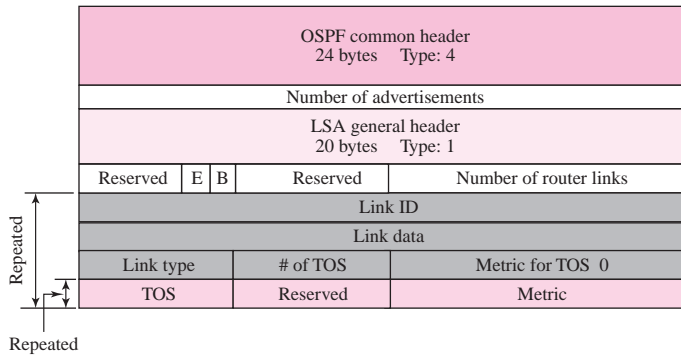 OSPF common header
24 bytes Type: 4
Number of advertisements
LSA general header
20 bytes Type: 1
Reserved E B Reserved Number of router links
Link ID
Link data
Link type # of TOS Metric for TOS 0
TOS Reserved Metric
Repeated
Repeated